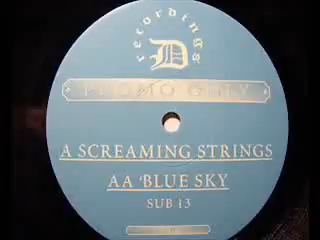 D
recordings
PROMO ONLY
A SCREAMING STRINGS
AA 'BLUE SKY
SUB 13